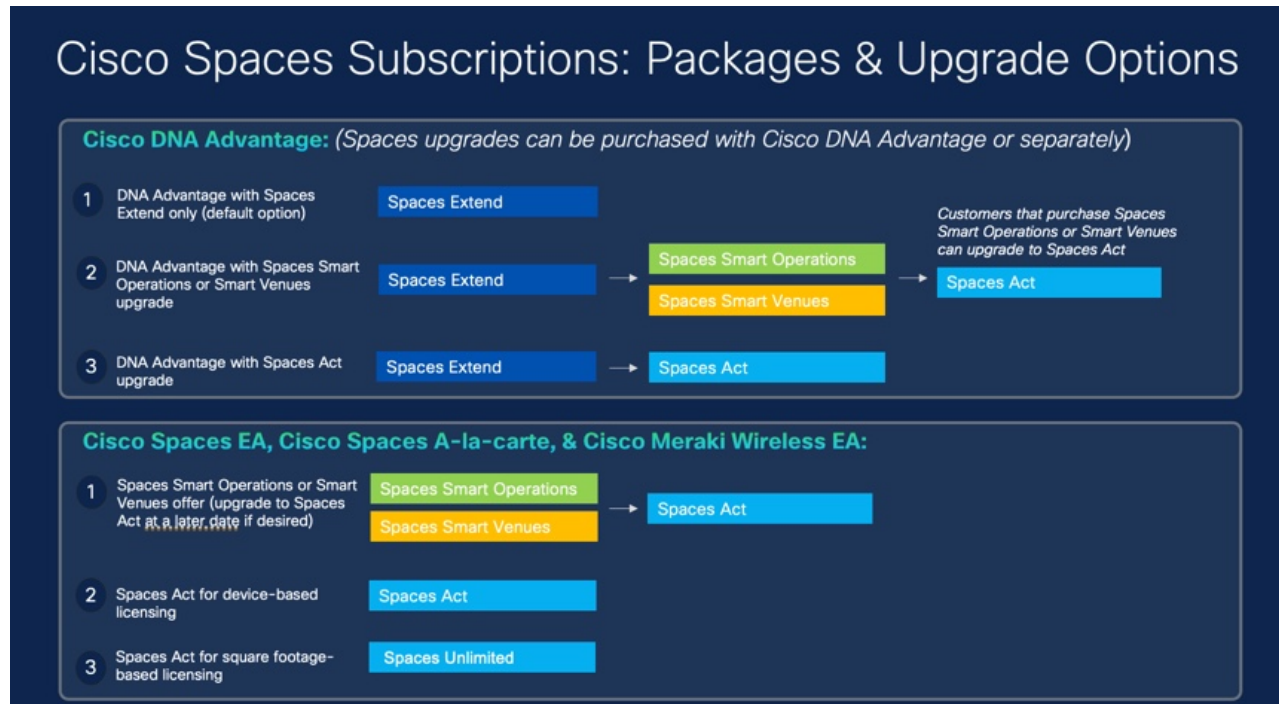 Cisco Spaces Subscriptions: Packages & Upgrade Options
Cisco DNA Advantage: (Spaces upgrades can be purchased with Cisco DNA Advantage or separately)
1
DNA Advantage with Spaces
Extend only (default option)
Spaces Extend
2
DNA Advantage with Spaces Smart
Operations or Smart Venues
upgrade
Spaces Extend
Spaces Smart Operations
Spaces Smart Venues
Customers that purchase Spaces
Smart Operations or Smart Venues
can upgrade to Spaces Act
Spaces Act
3
DNA Advantage with Spaces Act
upgrade
Spaces Extend
Spaces Act
Cisco Spaces EA, Cisco Spaces A-la-carte, & Cisco Meraki Wireless EA:
1
Spaces Smart Operations or Smart
Venues offer (upgrade to Spaces
Act at a later date if desired)
Spaces Smart Operations
Spaces Smart Venues
Spaces Act
2
Spaces Act for device-based
licensing
Spaces Act
3
Spaces Act for square footage-
based licensing
Spaces Unlimited